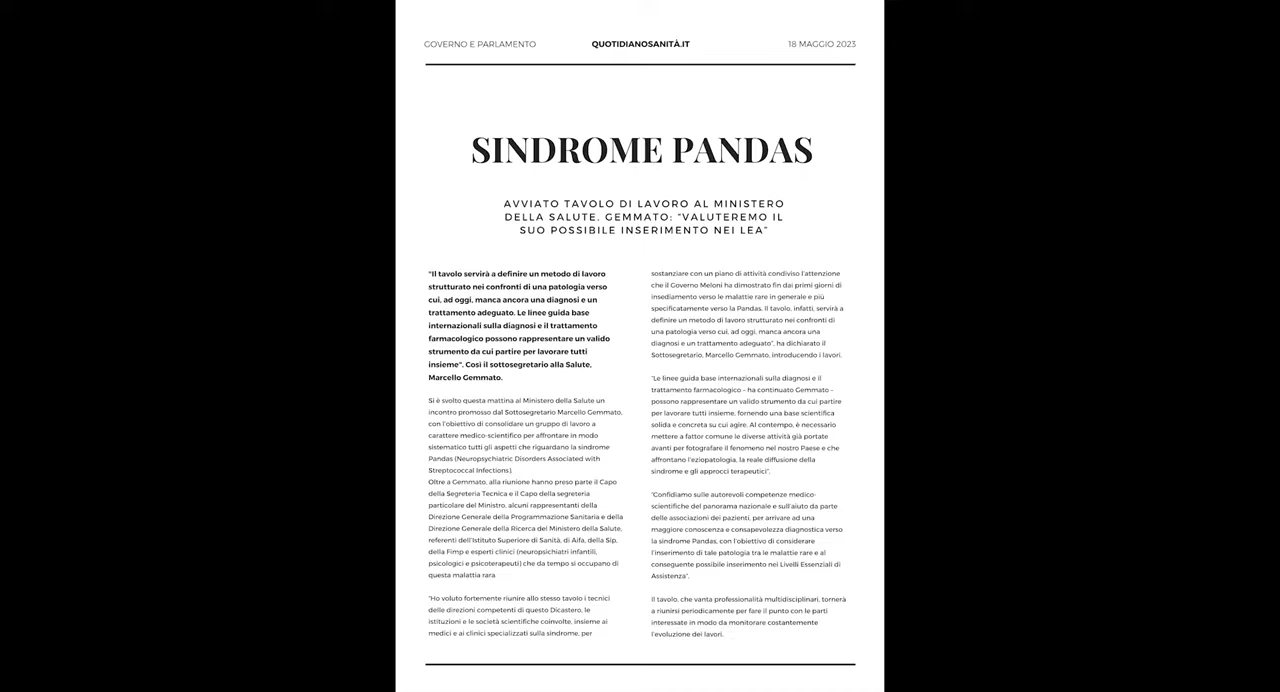 GOVERNO E PARLAMENTO
QUOTIDIANOSANITÀ.IT
18 MAGGIO 2023
SINDROME PANDAS
AVVIATO TAVOLO DI LAVORO AL MINISTERO
DELLA SALUTE. GEMMATO: “VALUTEREMO IL
SUO POSSIBILE INSERIMENTO NEI LEA”
"Il tavolo servirà a definire un metodo di lavoro
strutturato nei confronti di una patologia verso
cui, ad oggi, manca ancora una diagnosi e un
trattamento adeguato. Le linee guida base
internazionali sulla diagnosi e il trattamento
farmacologico possono rappresentare un valido
strumento da cui partire per lavorare tutti
insieme". Così il sottosegretario alla Salute,
Marcello Gemmato.
Si è svolto questa mattina al Ministero della Salute un
incontro promosso dal Sottosegretario Marcello Gemmato,
con l'obiettivo di consolidare un gruppo di lavoro a
carattere medico-scientifico per affrontare in modo
sistematico tutti gli aspetti che riguardano la sindrome
Pandas (Neuropsychiatric Disorders Associated with
Streptococcal Infections).
Oltre a Gemmato, alla riunione hanno preso parte il Capo
della Segreteria Tecnica e il Capo della segreteria
particolare del Ministro, alcuni rappresentanti della
Direzione Generale della Programmazione Sanitaria e della
Direzione Generale della Ricerca del Ministero della Salute,
referenti dell'Istituto Superiore di Sanità, di Aifa, della Sip,
della Fimp e esperti clinici (neuropsichiatri infantili,
psicologici e psicoterapeuti) che da tempo si occupano di
questa malattia rara
"Ho voluto fortemente riunire allo stesso tavolo i tecnici
delle direzioni competenti di questo Dicastero, le
istituzioni e le società scientifiche coinvolte, insieme ai
medici e ai clinici specializzati sulla sindrome, per
sostanziare con un piano di attività condiviso l'attenzione
che il Governo Meloni ha dimostrato fin dai primi giorni di
insediamento verso le malattie rare in generale e più
specificatamente verso la Pandas. Il tavolo, infatti, servirà a
definire un metodo di lavoro strutturato nei confronti di
una patologia verso cui, ad oggi, manca ancora una
diagnosi e un trattamento adeguato", ha dichiarato il
Sottosegretario, Marcello Gemmato, introducendo i lavori.
"Le linee guida base internazionali sulla diagnosi e il
trattamento farmacologico – ha continuato Gemmato –
possono rappresentare un valido strumento da cui partire
per lavorare tutti insieme, fornendo una base scientifica
solida e concreta su cui agire. Al contempo, è necessario
mettere a fattor comune le diverse attività già portate
avanti per fotografare il fenomeno nel nostro Paese e che
affrontano l'eziopatologia, la reale diffusione della
sindrome e gli approcci terapeutici".
"Confidiamo sulle autorevoli competenze medico-
scientifiche del panorama nazionale e sull'aiuto da parte
delle associazioni dei pazienti, per arrivare ad una
maggiore conoscenza e consapevolezza diagnostica verso
la sindrome Pandas, con l'obiettivo di considerare
l'inserimento di tale patologia tra le malattie rare e al
conseguente possibile inserimento nei Livelli Essenziali di
Assistenza".
Il tavolo, che vanta professionalità multidisciplinari, tornerà
a riunirsi periodicamente per fare il punto con le parti
interessate in modo da monitorare costantemente
l'evoluzione dei lavori.